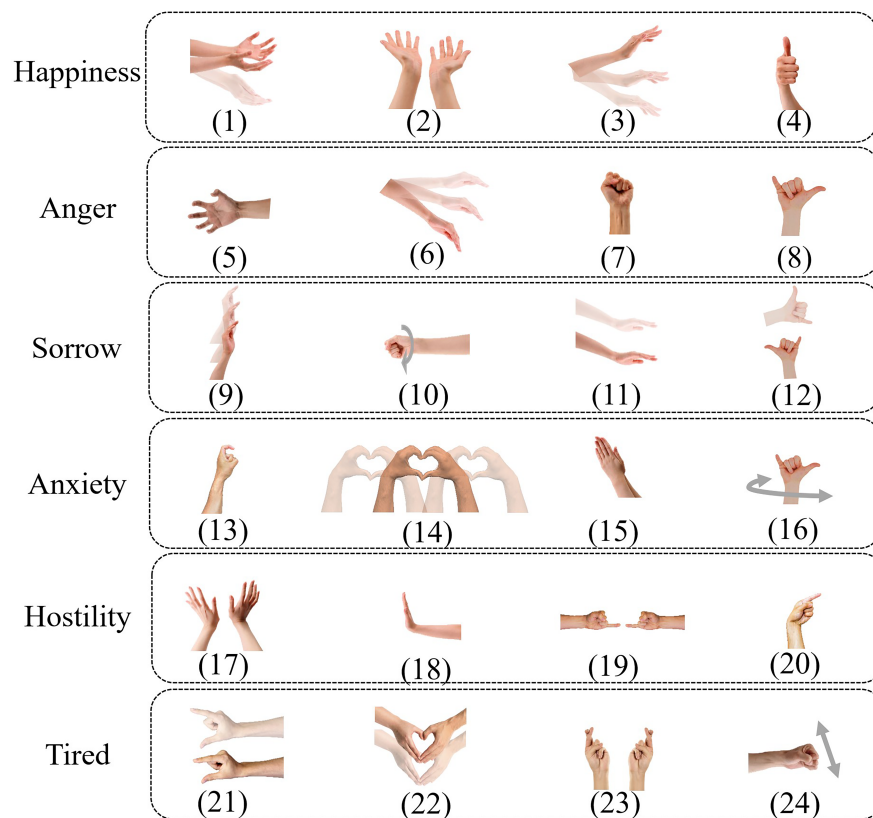 Happiness
(1) (2) (3) (4)
Anger
(5) (6) (7) (8)
Sorrow
(9) (10) (11) (12)
Anxiety
(13) (14) (15) (16)
Hostility
(17) (18) (19) (20)
Tired
(21) (22) (23) (24)